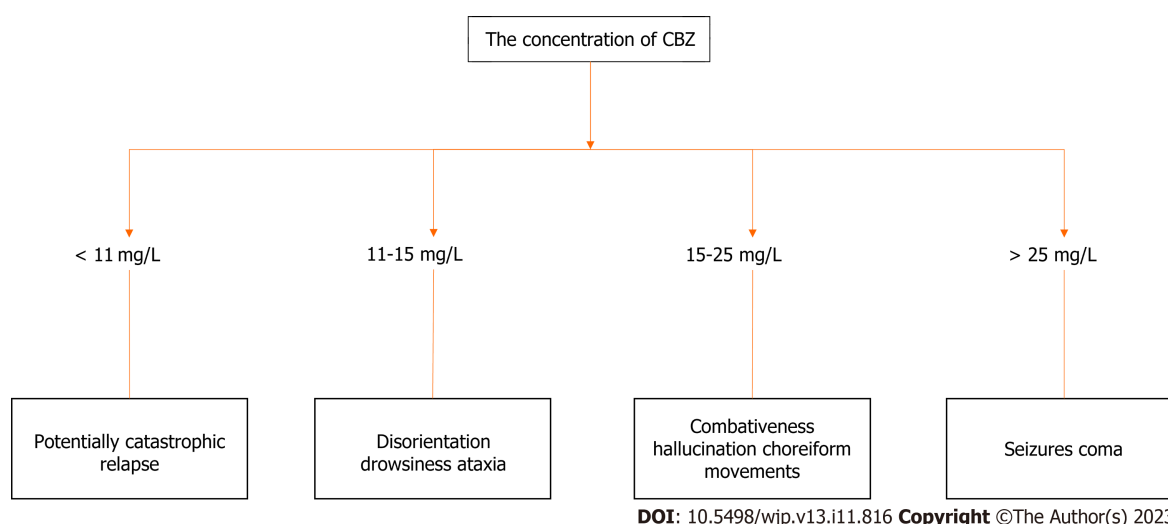 The concentration of CBZ
< 11 mg/L
11-15 mg/L
15-25 mg/L
> 25 mg/L
Potentially catastrophic
relapse
Disorientation
drowsiness ataxia
Combativeness
hallucination choreiform
movements
Seizures coma
DOI: 10.5498/wjp.v13.i11.816 Copyright ©The Author(s) 2023